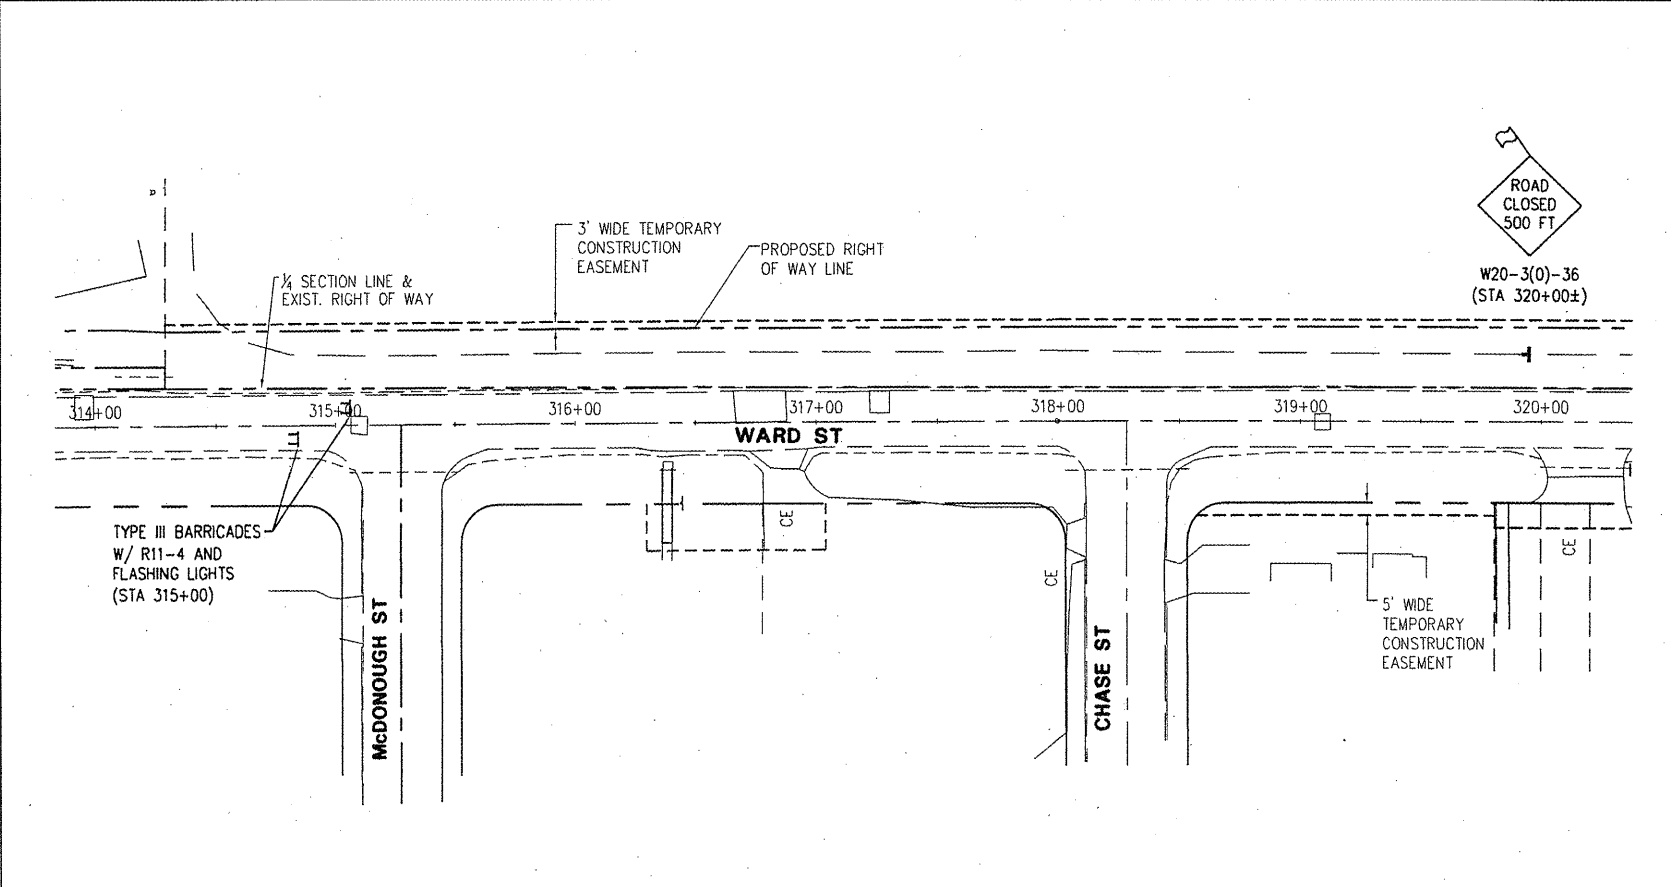 ROAD
CLOSED
500 FT
W20-3(0)-36
(STA 320+00±)
3' WIDE TEMPORARY
CONSTRUCTION
EASEMENT
PROPOSED RIGHT
OF WAY LINE
¼ SECTION LINE &
EXIST. RIGHT OF WAY
314+00
315+00
316+00
317+00
318+00
319+00
320+00
WARD ST
TYPE III BARRICADES
W/ R11-4 AND
FLASHING LIGHTS
(STA 315+00)
CE
CE
CE
5' WIDE
TEMPORARY
CONSTRUCTION
EASEMENT
McDONOUGH ST
CHASE ST